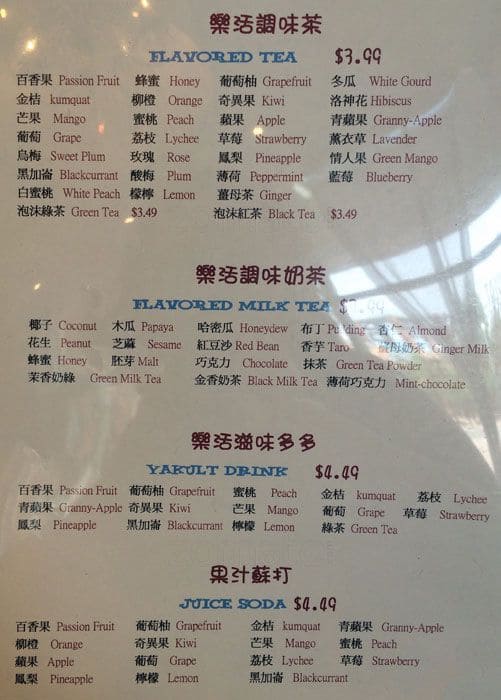 樂活調味茶
FLAVORED TEA $3.99
百香果 Passion Fruit 蜂蜜 Honey 葡萄柚 Grapefruit 冬瓜 White Gourd
金桔 kumquat 柳橙 Orange 奇異果 Kiwi 洛神花 Hibiscus
芒果 Mango 蜜桃 Peach 蘋果 Apple 青蘋果 Granny-Apple
葡萄 Grape 荔枝 Lychee 草莓 Strawberry 薰衣草 Lavender
烏梅 Sweet Plum 玫瑰 Rose 鳳梨 Pineapple 情人果 Green Mango
黑加崙 Blackcurrant 酸梅 Plum 薄荷 Peppermint 藍莓 Blueberry
白蜜桃 White Peach 檸檬 Lemon 薑母茶 Ginger
泡沫綠茶 Green Tea $3.49 泡沫紅茶 Black Tea $3.49
樂活調味奶茶
FLAVORED MILK TEA
椰子 Coconut 木瓜 Papaya 哈密瓜 Honeydew 布丁 Pudding 杏仁 Almond
花生 Peanut 芝麻 Sesame 紅豆沙 Red Bean 香芋 Taro 薑母奶茶 Ginger Milk
蜂蜜 Honey 胚芽 Malt 巧克力 Chocolate 抹茶 Green Tea Powder
茉香奶綠 Green Milk Tea 金香奶茶 Black Milk Tea 薄荷巧克力 Mint-chocolate
樂活滋味多多
YAKULT DRINK $4.49
百香果 Passion Fruit 葡萄柚 Grapefruit 蜜桃 Peach 金桔 kumquat 荔枝 Lychee
青蘋果 Granny-Apple 奇異果 Kiwi 芒果 Mango 葡萄 Grape 草莓 Strawberry
鳳梨 Pineapple 黑加崙 Blackcurrant 檸檬 Lemon 綠茶 Green Tea
果汁蘇打
JUICE SODA $4.49
百香果 Passion Fruit 葡萄柚 Grapefruit 金桔 kumquat 青蘋果 Granny-Apple
柳橙 Orange 奇異果 Kiwi 芒果 Mango 蜜桃 Peach
蘋果 Apple 葡萄 Grape 荔枝 Lychee 草莓 Strawberry
鳳梨 Pineapple 檸檬 Lemon 黑加崙 Blackcurrant